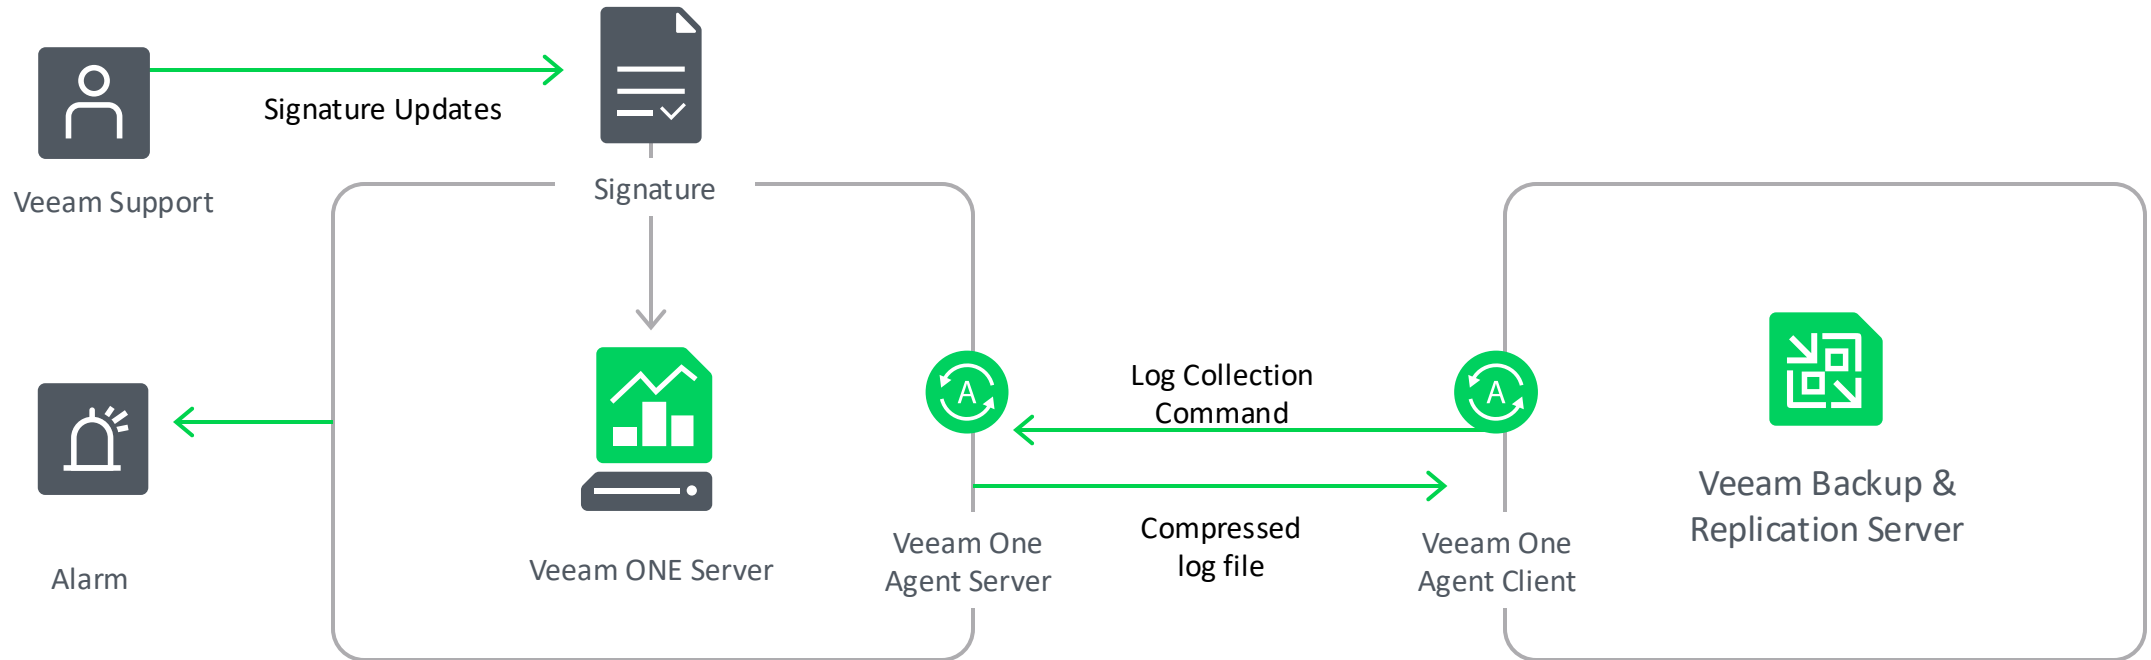 Signature Updates
Veeam Support
Signature
Log Collection
Command
Veeam ONE Server
Alarm
A
A
Veeam One
Agent Server
Compressed
log file
Veeam One
Agent Client
Veeam Backup &
Replication Server